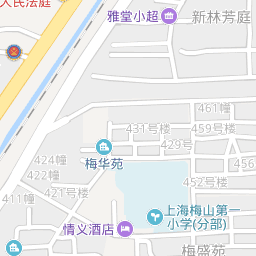 人民法庭
雅堂小超
新林芳庭
461幢
431号楼
459号楼
429号
梅华苑
424幢
422幢
421号楼
452号楼
411幢
上海梅山第一
小学(分部)
情义酒店
梅盛苑